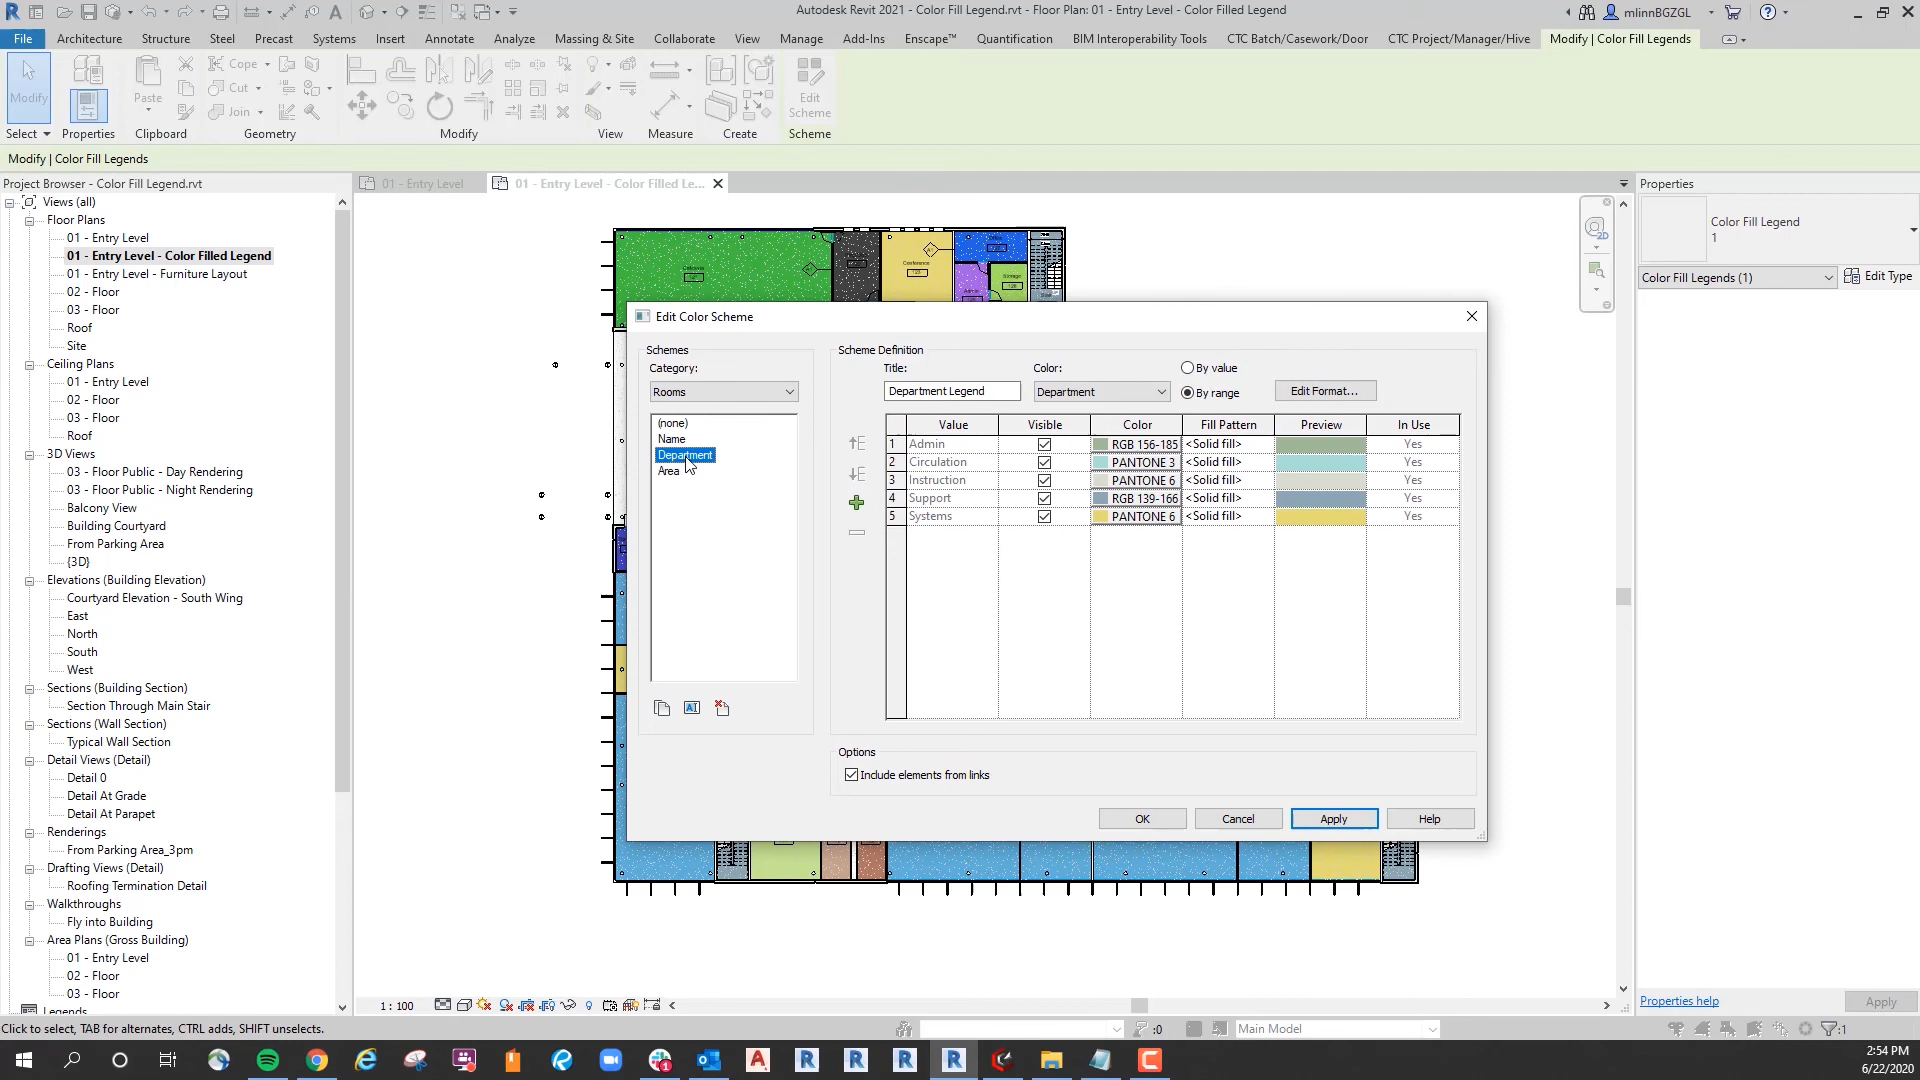 Autodesk Revit 2021 - Color Fill Legend.rvt - Floor Plan: 01 - Entry Level - Color Filled Legend
mlinnBGZGL
File
Architecture
Structure
Steel
Precast
Systems
Insert
Annotate
Analyze
Massing & Site
Collaborate
View
Manage
Add-Ins
Enscape™
Quantification
BIM Interoperability Tools
CTC Batch/Casework/Door
CTC Project/Manager/Hive
Modify | Color Fill Legends
Modify
Paste
Cope
Cut
Join
Edit
Scheme
Select
Properties
Clipboard
Geometry
Modify
View
Measure
Create
Scheme
Modify | Color Fill Legends
Project Browser - Color Fill Legend.rvt
Views (all)
Floor Plans
01 - Entry Level
01 - Entry Level - Color Filled Legend
01 - Entry Level - Furniture Layout
02 - Floor
03 - Floor
Roof
Site
Ceiling Plans
01 - Entry Level
02 - Floor
03 - Floor
Roof
3D Views
03 - Floor Public - Day Rendering
03 - Floor Public - Night Rendering
Balcony View
Building Courtyard
From Parking Area
{3D}
Elevations (Building Elevation)
Courtyard Elevation - South Wing
East
North
South
West
Sections (Building Section)
Section Through Main Stair
Sections (Wall Section)
Typical Wall Section
Detail Views (Detail)
Detail 0
Detail At Grade
Detail At Parapet
Renderings
From Parking Area_3pm
Drafting Views (Detail)
Roofing Termination Detail
Walkthroughs
Fly into Building
Area Plans (Gross Building)
01 - Entry Level
02 - Floor
03 - Floor
Legends
01 - Entry Level
01 - Entry Level - Color Filled Le...
Conference
123
Storage
Edit Color Scheme
Schemes
Category:
Rooms
(none)
Name
Department
Area
Scheme Definition
Title:
Department Legend
Color:
Department
By value
By range
Edit Format...
Value Visible Color Fill Pattern Preview In Use
1 Admin RGB 156-185 <Solid fill> Yes
2 Circulation PANTONE 3 <Solid fill> Yes
3 Instruction PANTONE 6 <Solid fill> Yes
4 Support RGB 139-166 <Solid fill> Yes
5 Systems PANTONE 6 <Solid fill> Yes
Options
Include elements from links
OK
Cancel
Apply
Help
Properties
Color Fill Legend
1
Color Fill Legends (1)
Edit Type
Properties help
Apply
1 : 100
Click to select, TAB for alternates, CTRL adds, SHIFT unselects.
:0
Main Model
:1
2:54 PM
6/22/2020